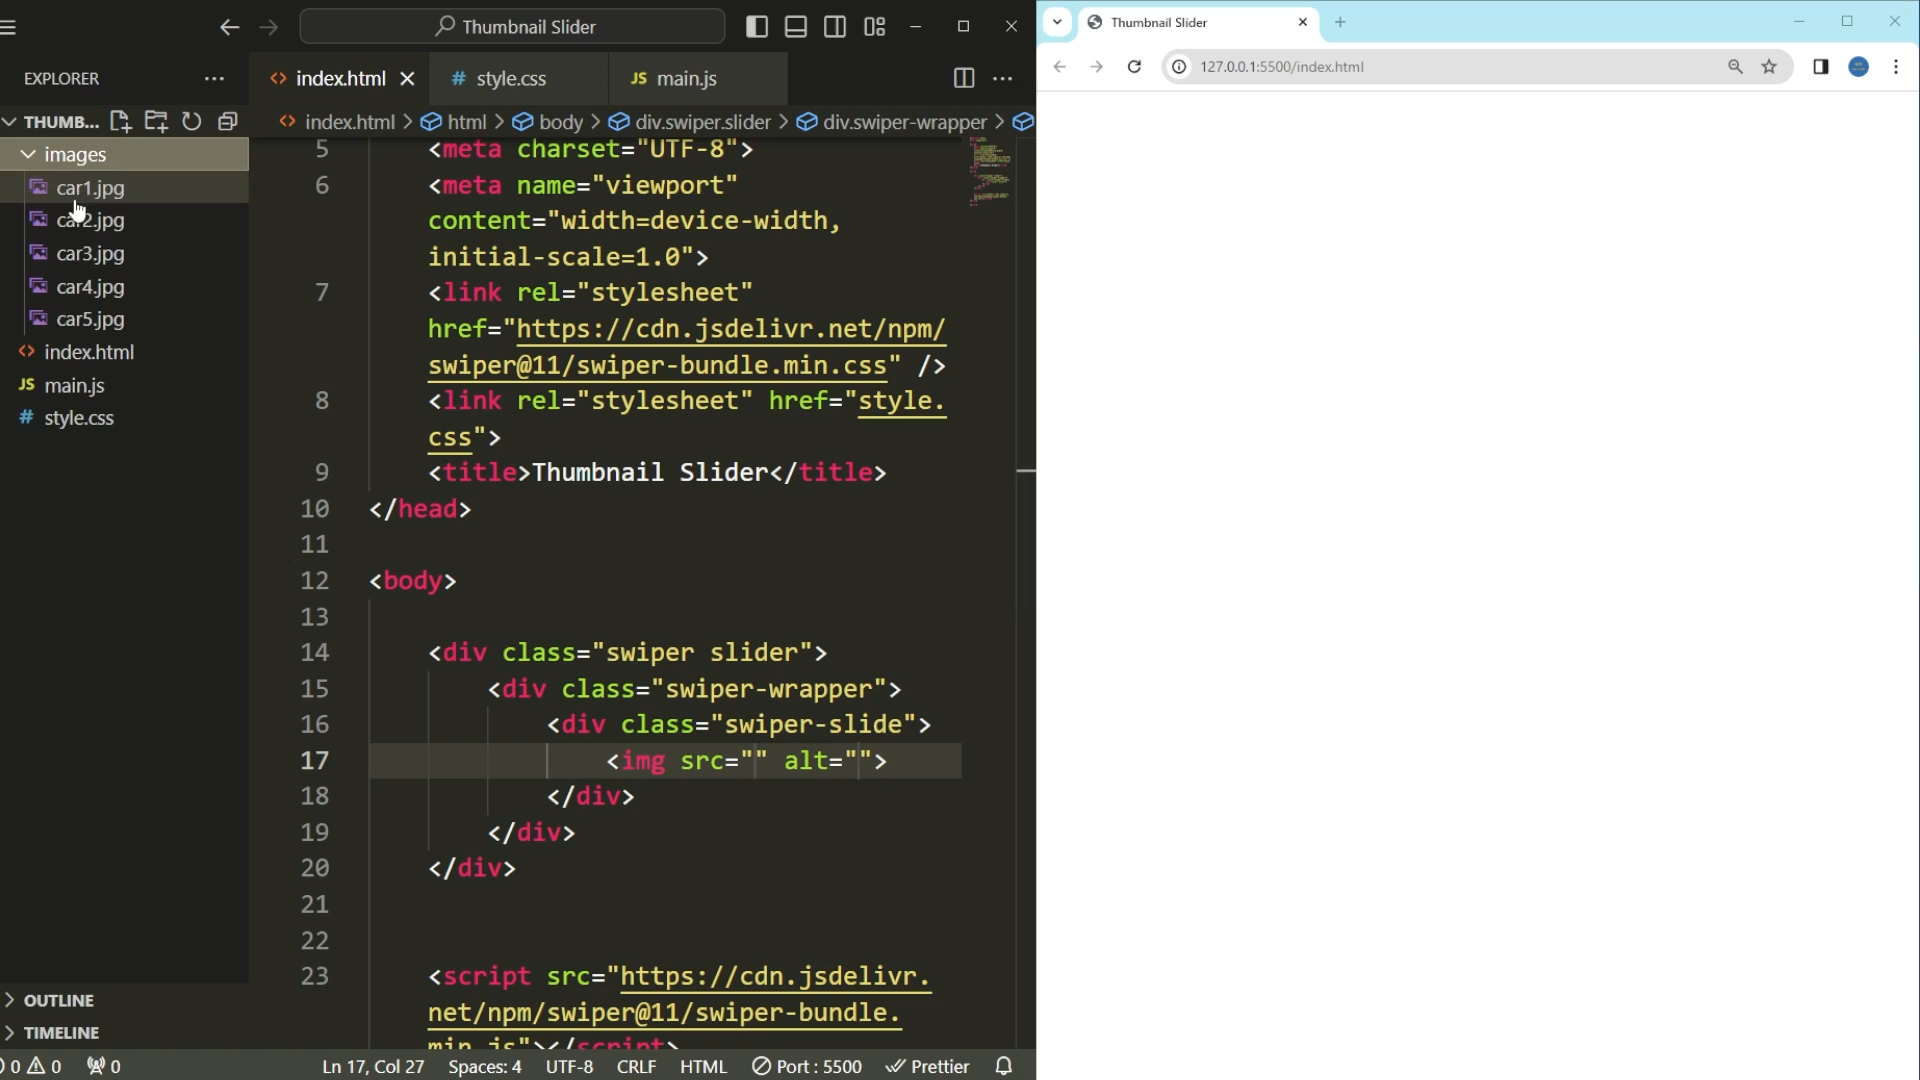 Thumbnail Slider
EXPLORER
index.html
style.css
JS main.js
THUMB...
index.html > html > body > div.swiper.slider > div.swiper-wrapper >
images
car1.jpg
car2.jpg
car3.jpg
car4.jpg
car5.jpg
index.html
JS main.js
style.css
OUTLINE
TIMELINE
5 <meta charset="UTF-8">
6 <meta name="viewport"
content="width=device-width,
initial-scale=1.0">
7 <link rel="stylesheet"
href="https://cdn.jsdelivr.net/npm/
swiper@11/swiper-bundle.min.css" />
8 <link rel="stylesheet" href="style.
css">
9 <title>Thumbnail Slider</title>
10 </head>
11
12 <body>
13
14 <div class="swiper slider">
15 <div class="swiper-wrapper">
16 <div class="swiper-slide">
17 <img src="" alt="">
18 </div>
19 </div>
20 </div>
21
22
23 <script src="https://cdn.jsdelivr.
net/npm/swiper@11/swiper-bundle.
min.js"></script>
0 0 0 Ln 17, Col 27 Spaces: 4 UTF-8 CRLF HTML Port : 5500 Prettier
Thumbnail Slider
127.0.0.1:5500/index.html